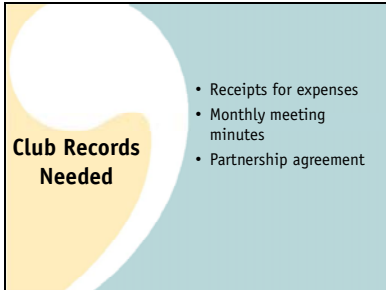 Club Records
Needed
• Receipts for expenses
• Monthly meeting
minutes
• Partnership agreement